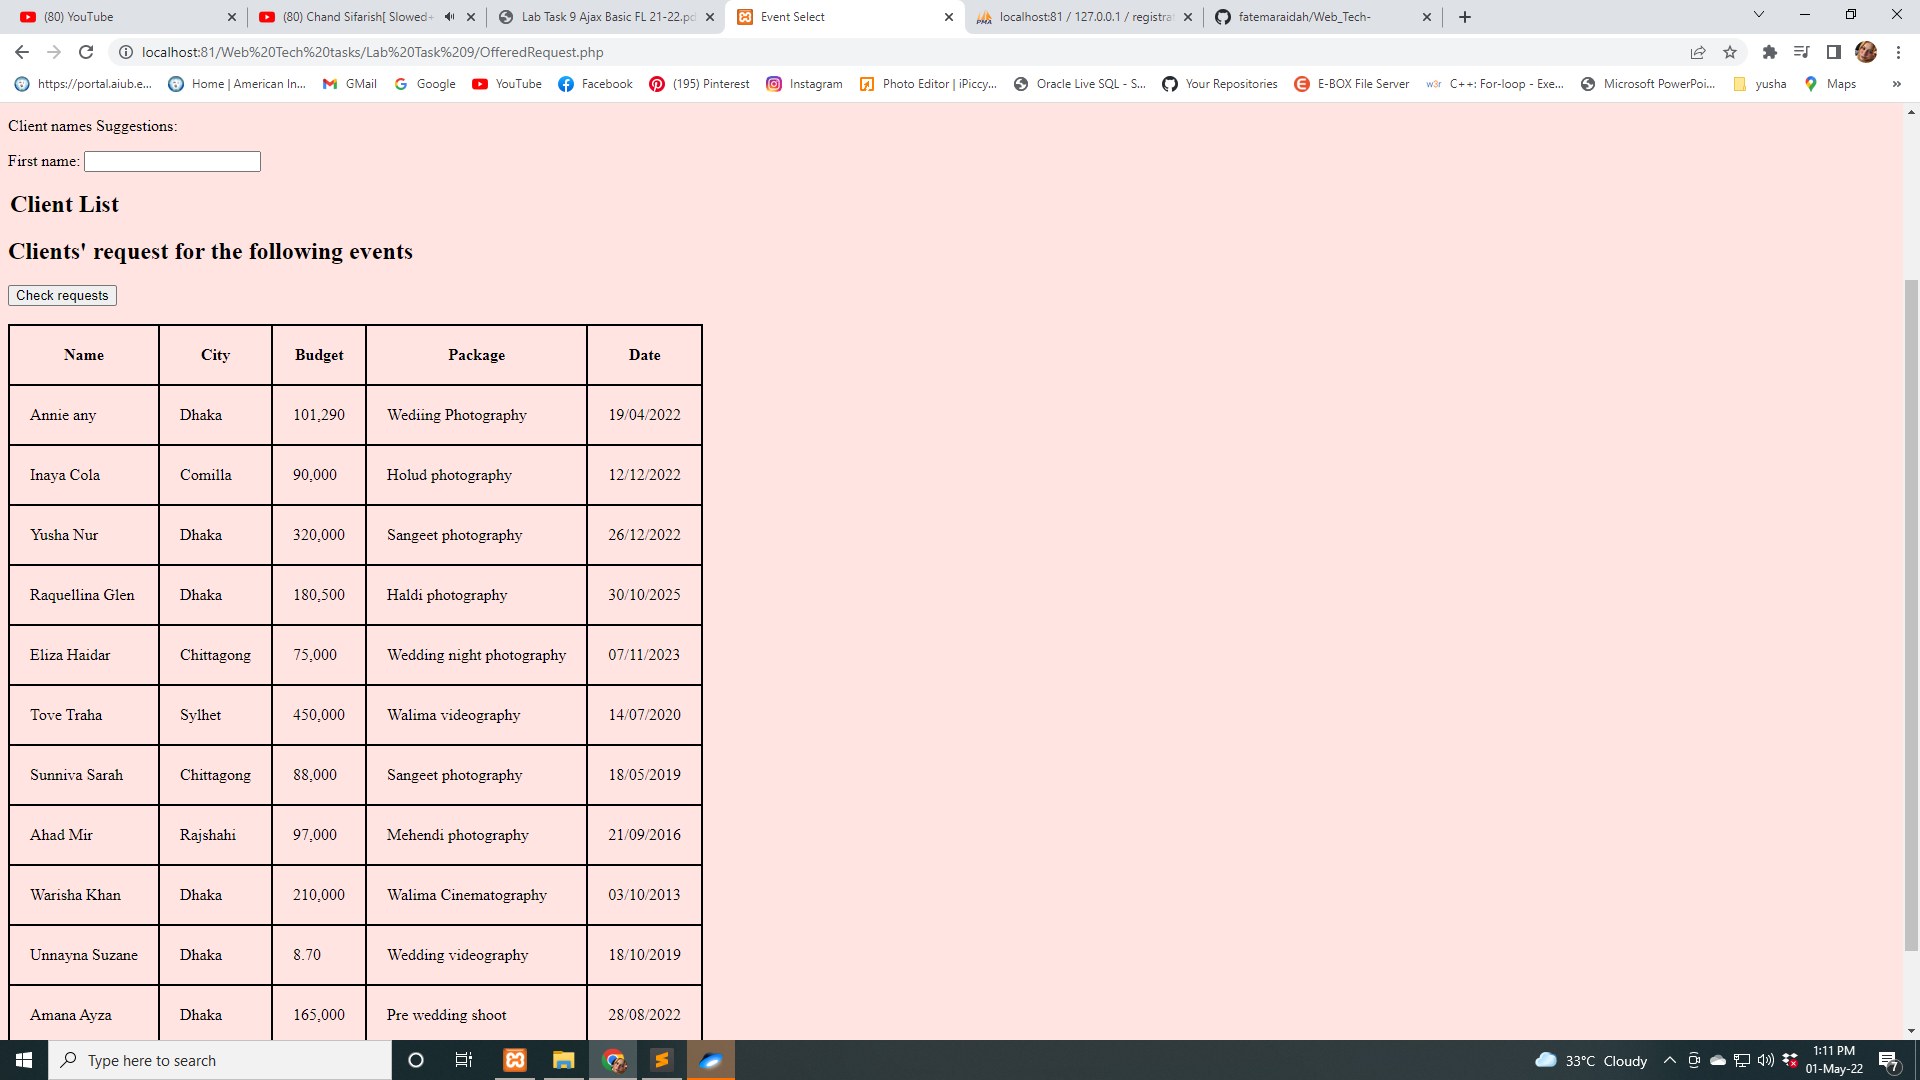 (80) YouTube
(80) Chand Sifarish[ Slowed+
Lab Task 9 Ajax Basic FL 21-22.pd
Event Select
localhost:81 / 127.0.0.1 / registra
fatemaraidah/Web_Tech-
localhost:81/Web%20Tech%20tasks/Lab%20Task%209/OfferedRequest.php
https://portal.aiub.e...
Home | American In...
GMail
Google
YouTube
Facebook
(195) Pinterest
Instagram
Photo Editor | iPiccy...
Oracle Live SQL - S...
Your Repositories
E-BOX File Server
w3r C++: For-loop - Exe...
Microsoft PowerPoi...
yusha
Maps
»
Client names Suggestions:
First name:
Client List
Clients' request for the following events
Check requests
Name City Budget Package Date
Annie any Dhaka 101,290 Wediing Photography 19/04/2022
Inaya Cola Comilla 90,000 Holud photography 12/12/2022
Yusha Nur Dhaka 320,000 Sangeet photography 26/12/2022
Raquellina Glen Dhaka 180,500 Haldi photography 30/10/2025
Eliza Haidar Chittagong 75,000 Wedding night photography 07/11/2023
Tove Traha Sylhet 450,000 Walima videography 14/07/2020
Sunniva Sarah Chittagong 88,000 Sangeet photography 18/05/2019
Ahad Mir Rajshahi 97,000 Mehendi photography 21/09/2016
Warisha Khan Dhaka 210,000 Walima Cinematography 03/10/2013
Unnayna Suzane Dhaka 8.70 Wedding videography 18/10/2019
Amana Ayza Dhaka 165,000 Pre wedding shoot 28/08/2022
Type here to search
33°C Cloudy
1:11 PM
01-May-22
7